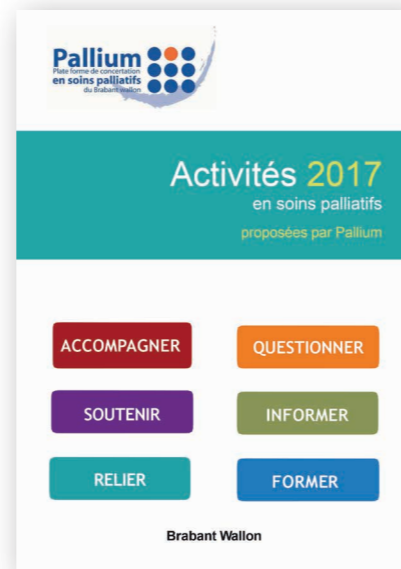 Pallium
Plate forme de concertation
en soins palliatifs
du Brabant wallon
Activités 2017
en soins palliatifs
proposées par Pallium
ACCOMPAGNER
QUESTIONNER
SOUTENIR
INFORMER
RELIER
FORMER
Brabant Wallon